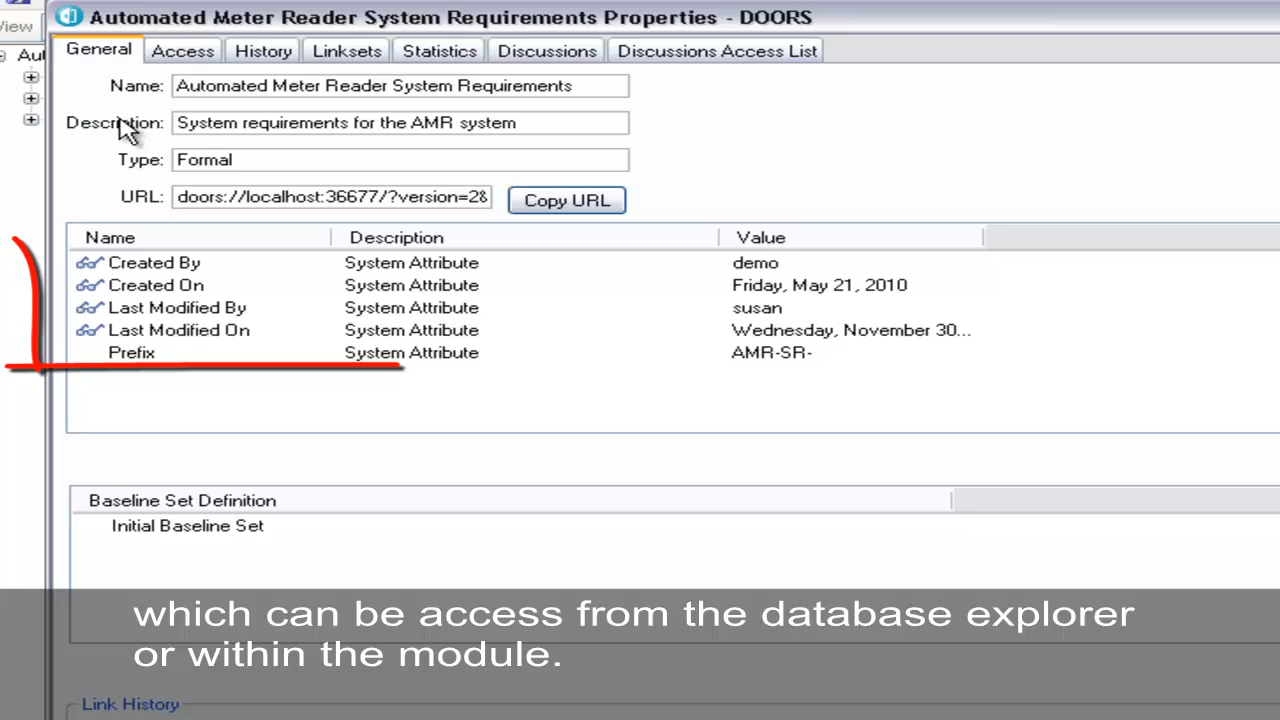 Automated Meter Reader System Requirements Properties - DOORS
View
General Access History Linksets Statistics Discussions Discussions Access List
Name: Automated Meter Reader System Requirements
Description: System requirements for the AMR system
Type: Formal
URL: doors://localhost:36677/?version=2& Copy URL
Name Description Value
Created By System Attribute demo
Created On System Attribute Friday, May 21, 2010
Last Modified By System Attribute susan
Last Modified On System Attribute Wednesday, November 30...
Prefix System Attribute AMR-SR-
Baseline Set Definition
Initial Baseline Set
which can be access from the database explorer
or within the module.
Link History